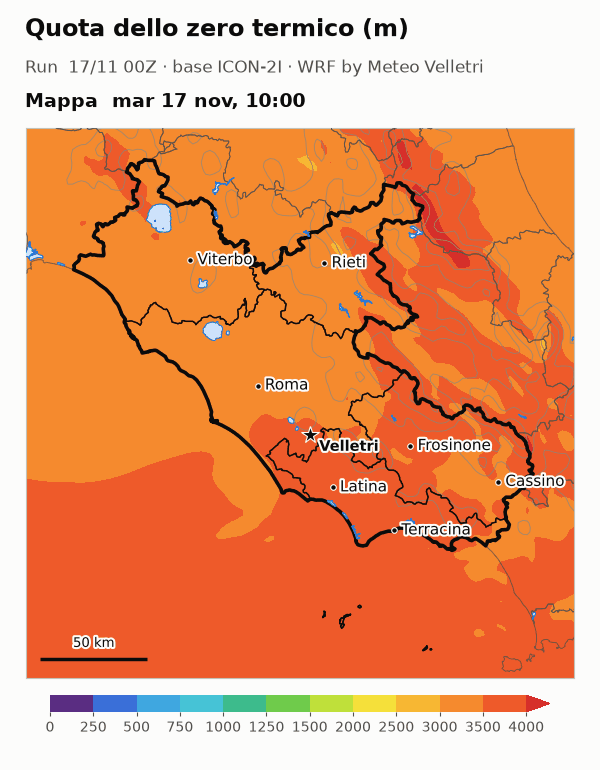 Quota dello zero termico (m)
Run  17/11 00Z · base ICON-2I · WRF by Meteo Velletri
Mappa  mar 17 nov, 10:00
Viterbo
Rieti
Roma
Velletri
Frosinone
Cassino
Latina
Terracina
50 km
0 250 500 750 1000 1250 1500 2000 2500 3000 3500 4000